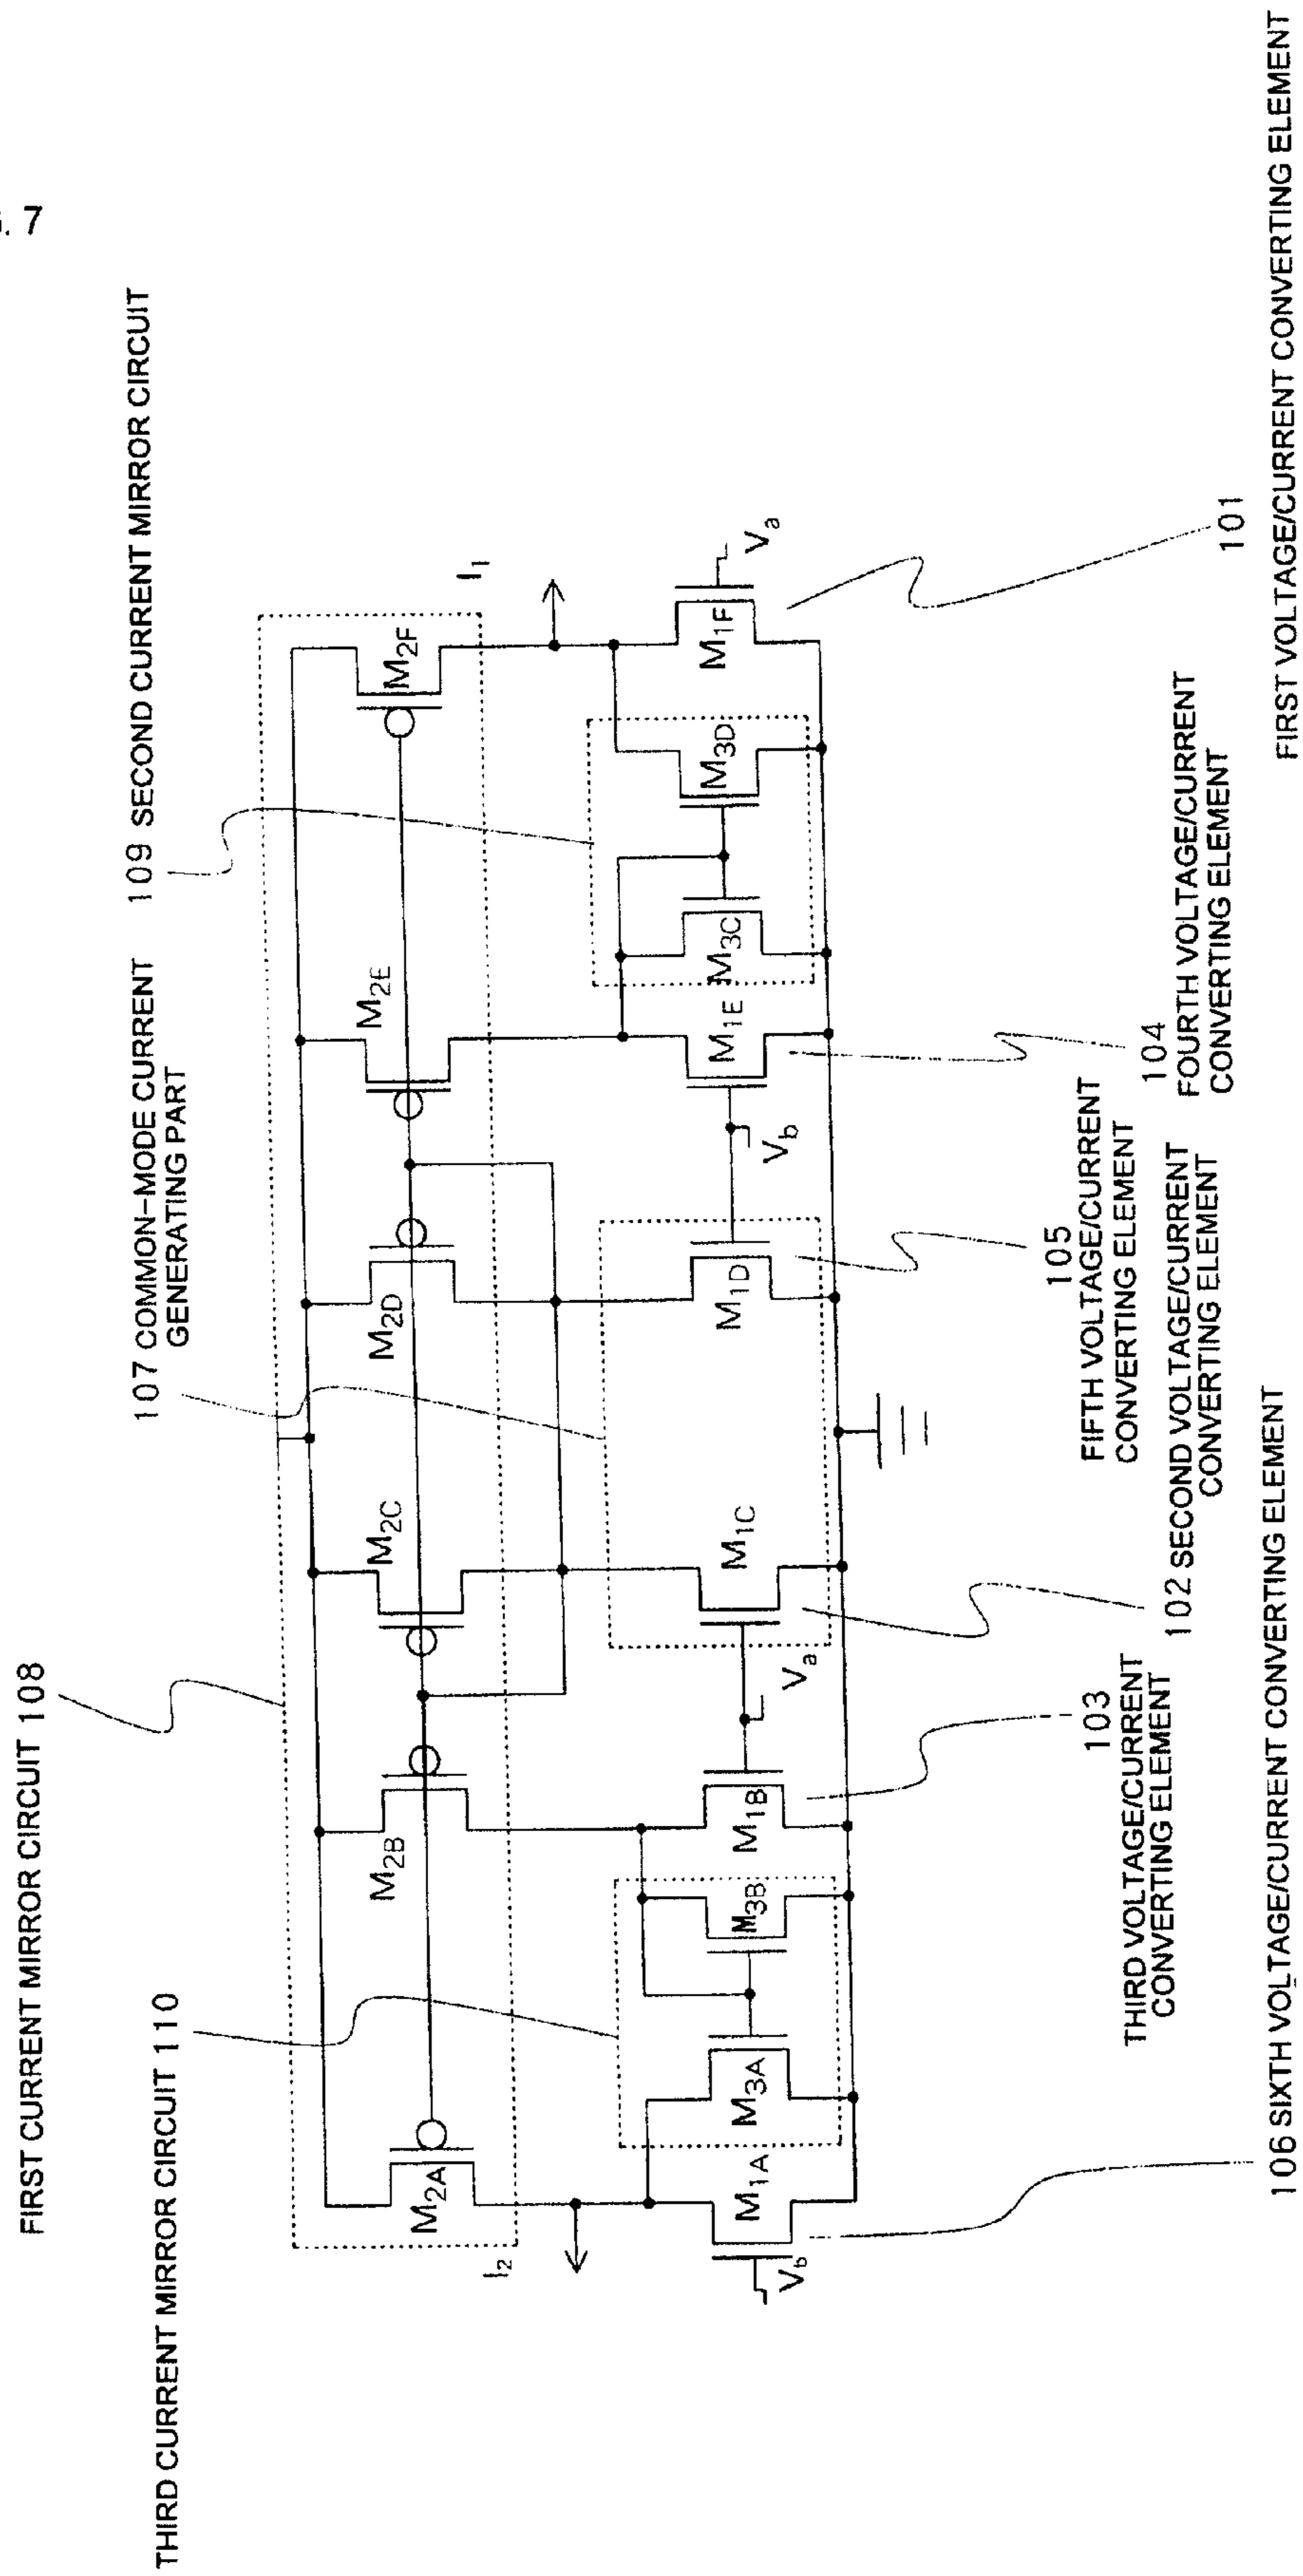 . 7
FIRST CURRENT MIRROR CIRCUIT 108
THIRD CURRENT MIRROR CIRCUIT 110
107 COMMON-MODE CURRENT
GENERATING PART
109 SECOND CURRENT MIRROR CIRCUIT
M2A
M2B
M2C
M2D
M2E
M2F
I2
I1
M1A
M3A
M3B
M1B
M1C
M1D
M1E
M3C
M3D
M1F
Vb
Va
Vb
Va
103
THIRD VOLTAGE/CURRENT
CONVERTING ELEMENT
102 SECOND VOLTAGE/CURRENT
CONVERTING ELEMENT
105
FIFTH VOLTAGE/CURRENT
CONVERTING ELEMENT
104
FOURTH VOLTAGE/CURRENT
CONVERTING ELEMENT
106 SIXTH VOLTAGE/CURRENT CONVERTING ELEMENT
101
FIRST VOLTAGE/CURRENT CONVERTING ELEMENT